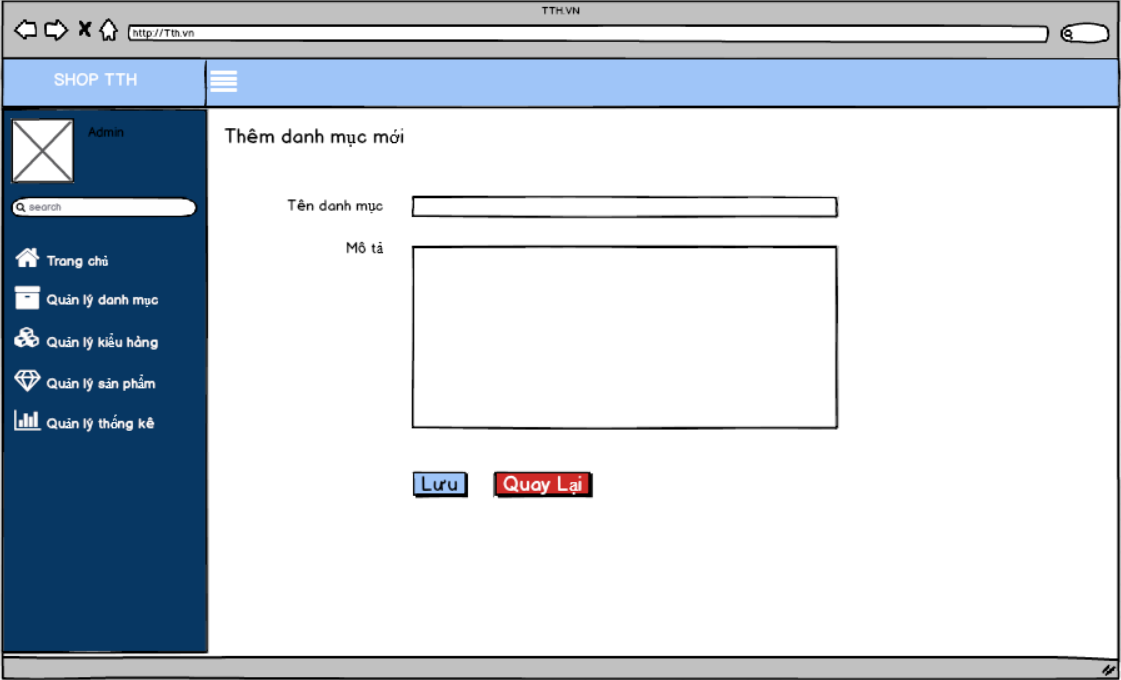 TTH.VN
http://Tth.vn
SHOP TTH
Admin
search
Trang chủ
Quản lý danh mục
Quản lý kiểu hàng
Quản lý sản phẩm
Quản lý thống kê
Thêm danh mục mới
Tên danh mục
Mô tả
Lưu
Quay Lại